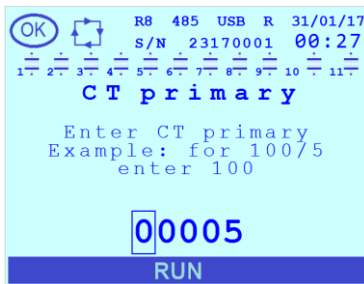 OK R8 485 USB R 31/01/17
S/N 23170001 00:27
1 2 3 4 5 6 7 8 9 10 11
CT primary
Enter CT primary
Example: for 100/5
enter 100
00005
RUN